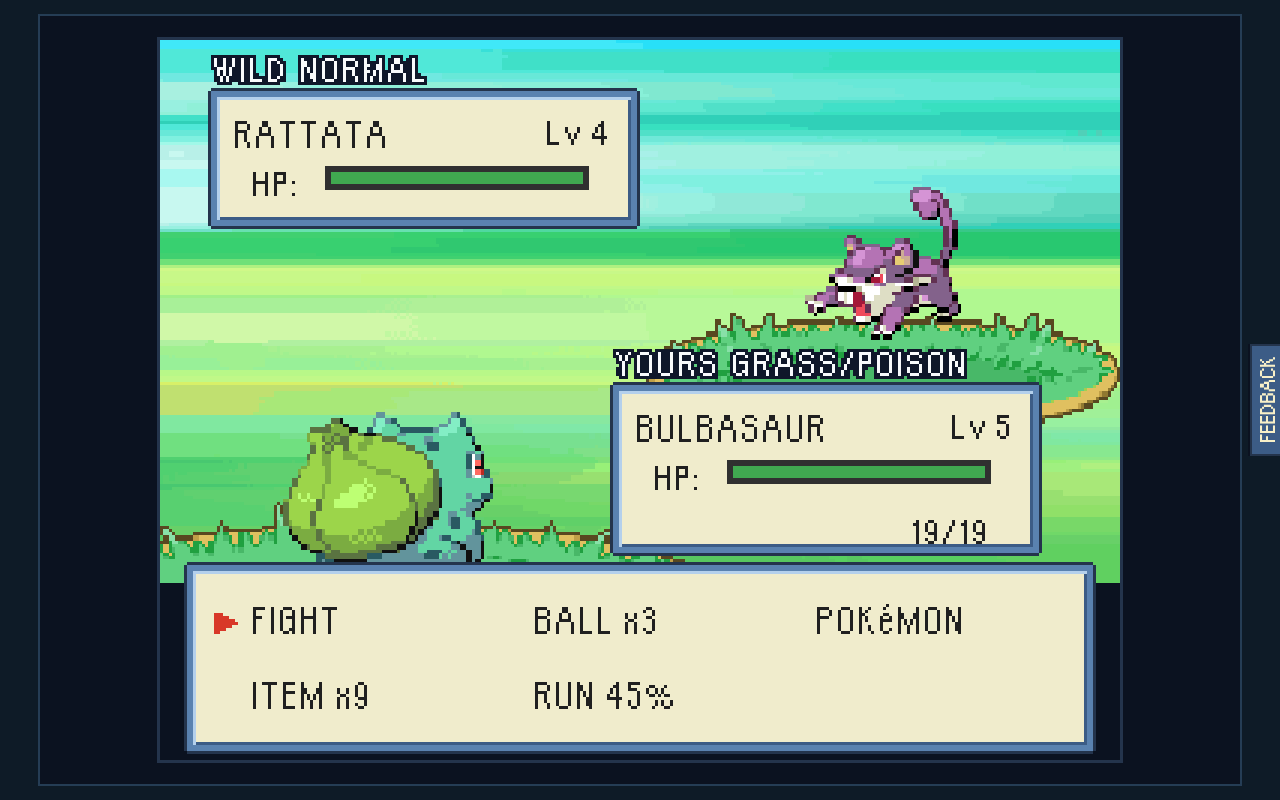 WILD NORMAL
RATTATA Lv 4
HP:
YOURS GRASS/POISON
BULBASAUR Lv 5
HP:
19/19
FIGHT BALL x3 POKéMON
ITEM x9 RUN 45%
FEEDBACK